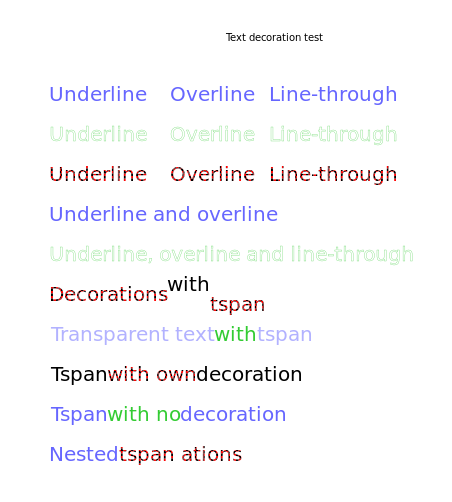 Text decoration test
Underline Overline Line-through
Underline Overline Line-through
Underline Overline Line-through
Underline and overline
Underline, overline and line-through
Decorations with tspan
Transparent text with tspan
Tspan with own decoration
Tspan with no decoration
Nested tspan ations